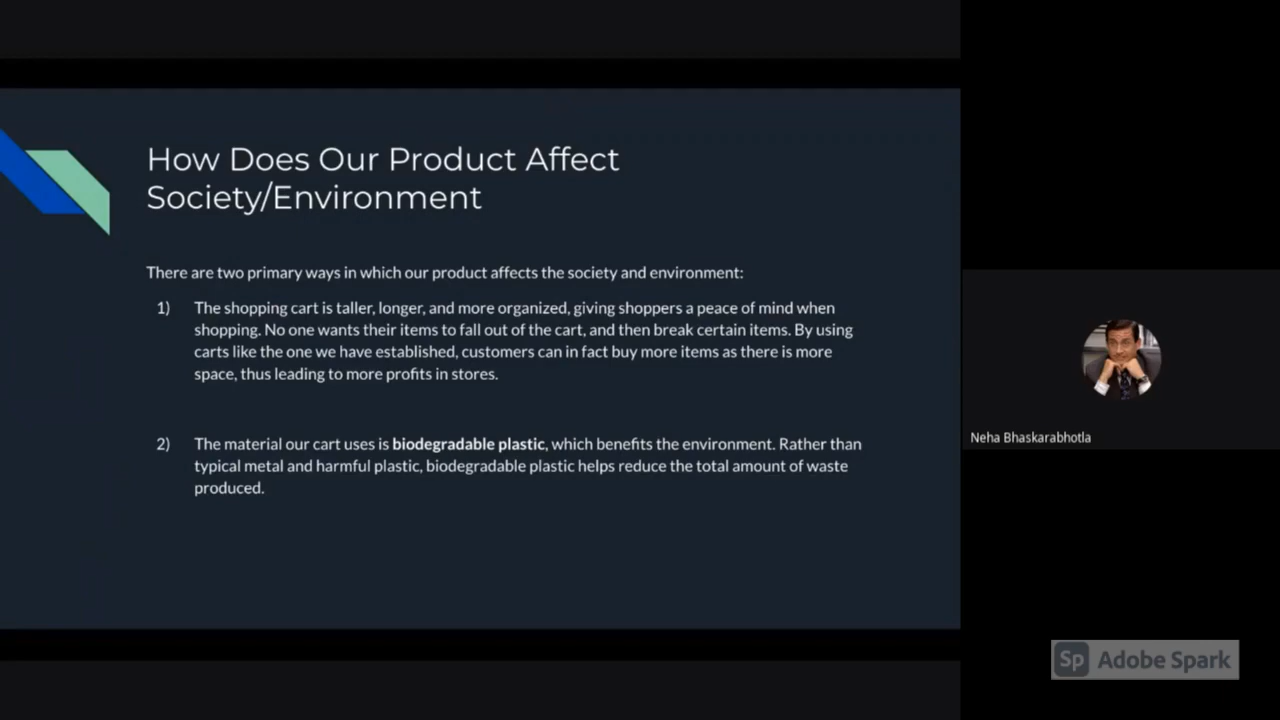 How Does Our Product Affect
Society/Environment
There are two primary ways in which our product affects the society and environment:
1) The shopping cart is taller, longer, and more organized, giving shoppers a peace of mind when
shopping. No one wants their items to fall out of the cart, and then break certain items. By using
carts like the one we have established, customers can in fact buy more items as there is more
space, thus leading to more profits in stores.
2) The material our cart uses is biodegradable plastic, which benefits the environment. Rather than
typical metal and harmful plastic, biodegradable plastic helps reduce the total amount of waste
produced.
Neha Bhaskarabhotla
Sp Adobe Spark